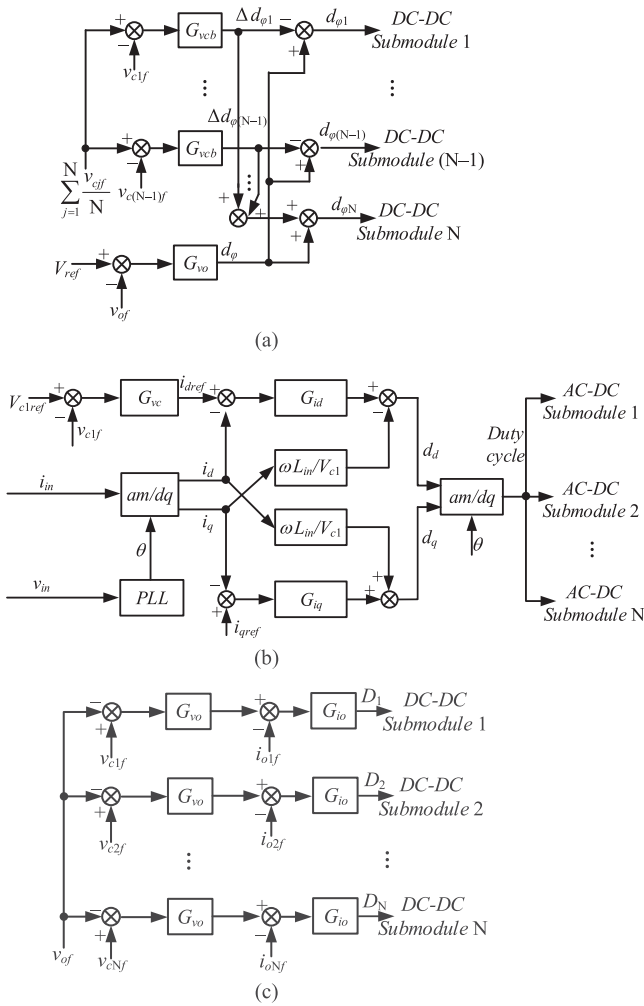 G_vcb Δd_φ1 d_φ1 DC-DC
Submodule 1
v_c1f
...
...
Δd_φ(N−1)
G_vcb d_φ(N−1) DC-DC
Submodule (N−1)
v_c(N−1)f
∑_{j=1}^{N} v_cjf/N
...
d_φN DC-DC
Submodule N
V_ref G_vo d_φ
v_of
(a)
V_c1ref G_vc i_dref G_id
v_c1f
AC-DC
Submodule 1
Duty
cycle
d_d
ωL_in/V_c1
i_in am/dq i_d
i_q
am/dq AC-DC
Submodule 2
ωL_in/V_c1
θ d_q θ
...
v_in PLL G_iq
i_qref
AC-DC
Submodule N
(b)
G_vo G_io D_1 DC-DC
Submodule 1
v_c1f i_o1f
G_vo G_io D_2 DC-DC
Submodule 2
v_c2f i_o2f
...
...
G_vo G_io D_N DC-DC
Submodule N
v_of v_cNf i_oNf
(c)